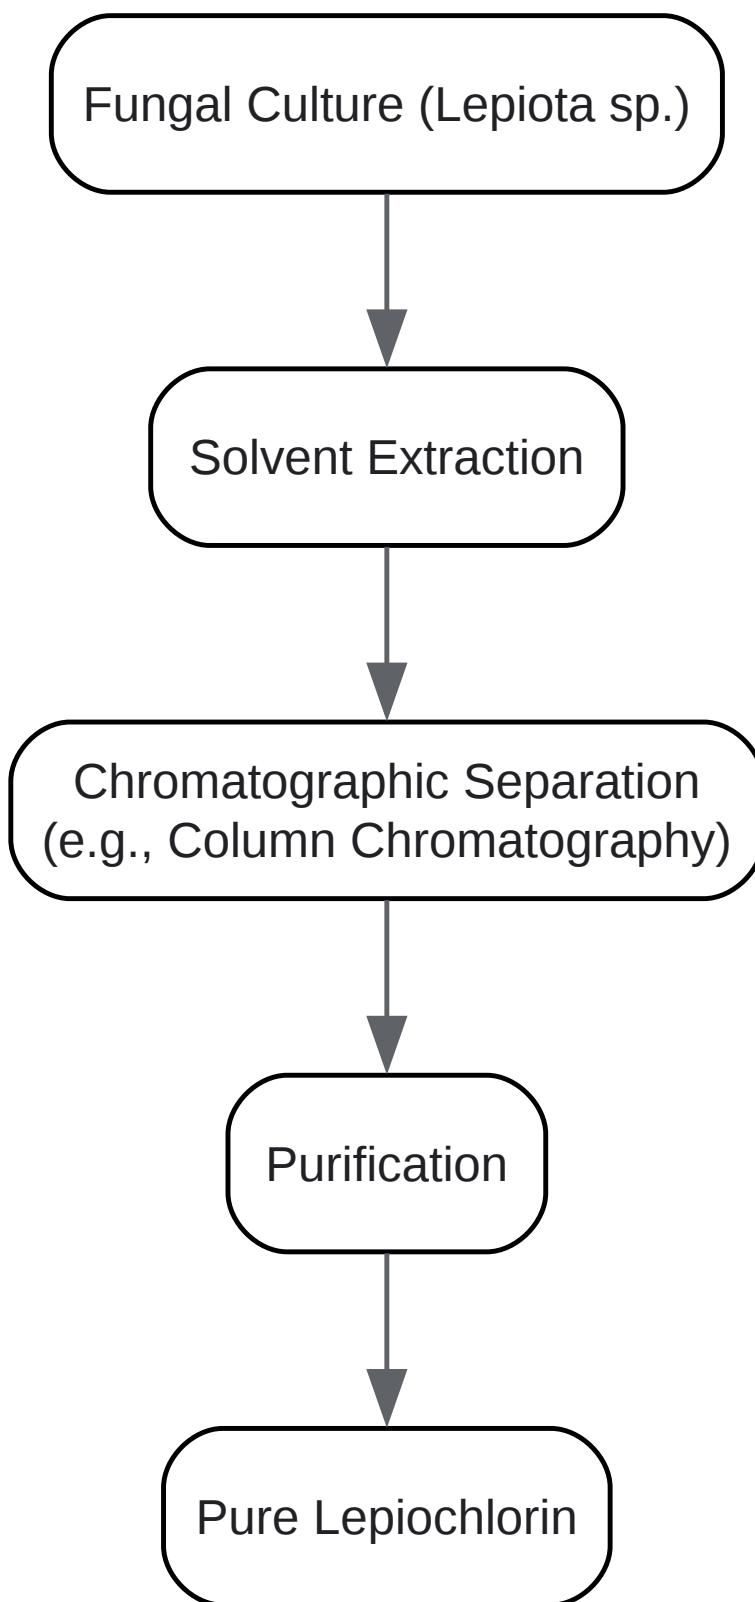 Fungal Culture (Lepiota sp.)
Solvent Extraction
Chromatographic Separation
(e.g., Column Chromatography)
Purification
Pure Lepiochlorin